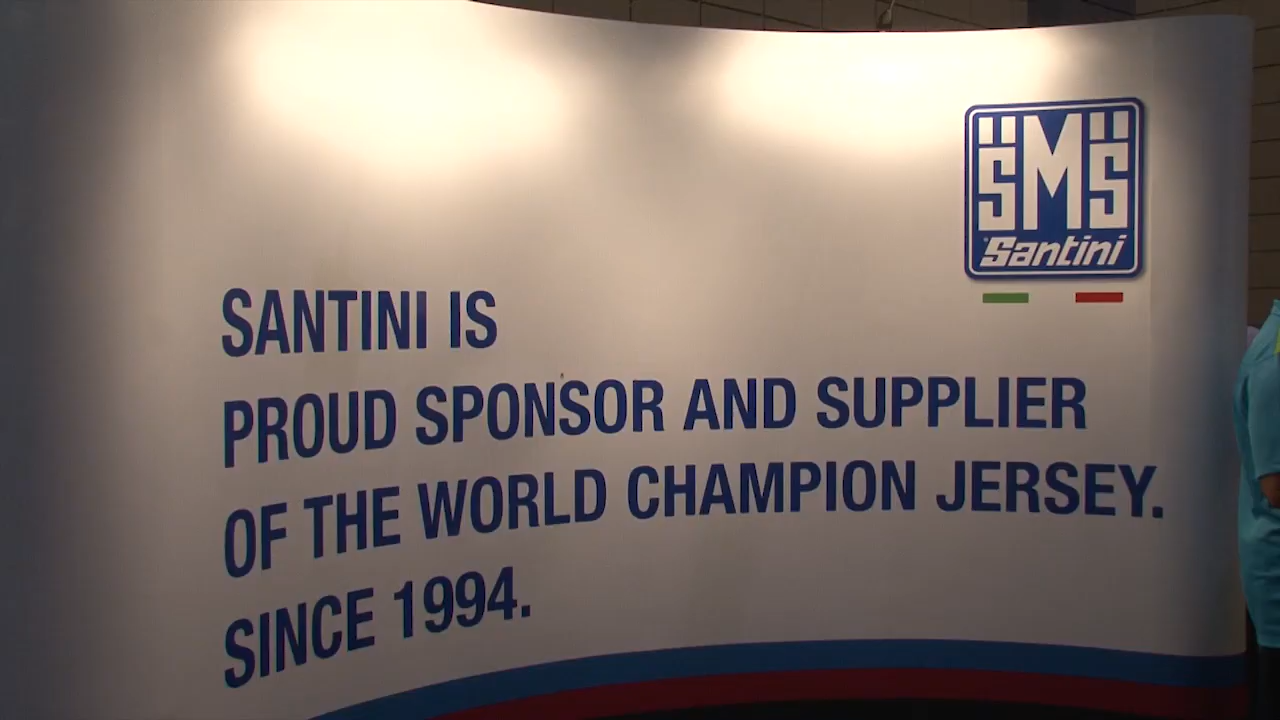 SMS
Santini
SANTINI IS
PROUD SPONSOR AND SUPPLIER
OF THE WORLD CHAMPION JERSEY.
SINCE 1994.